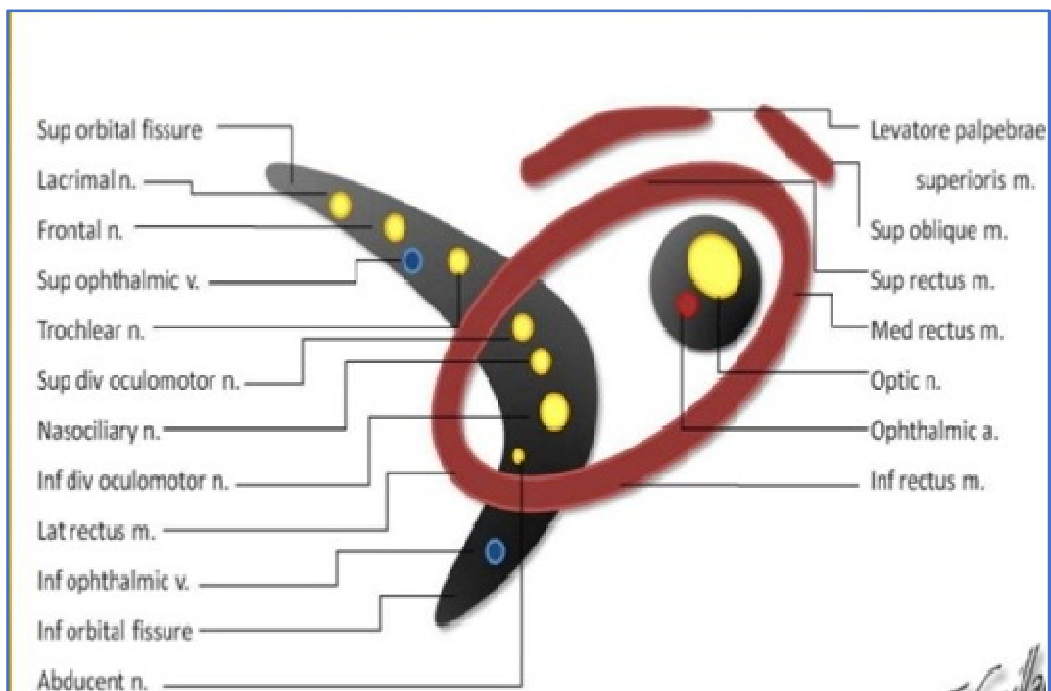 Sup orbital fissure
Lacrimal n.
Frontal n.
Sup ophthalmic v.
Trochlear n.
Sup div oculomotor n.
Nasociliary n.
Inf div oculomotor n.
Lat rectus m.
Inf ophthalmic v.
Inf orbital fissure
Abducent n.
Levatore palpebrae
superioris m.
Sup oblique m.
Sup rectus m.
Med rectus m.
Optic n.
Ophthalmic a.
Inf rectus m.